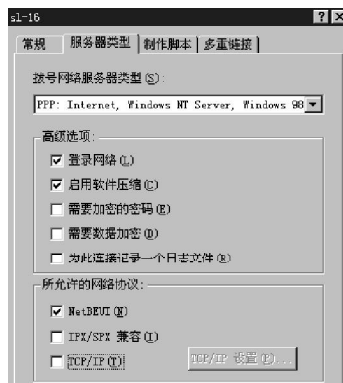 sl-16
常规 服务器类型 制作脚本 多重链接
拨号网络服务器类型(S):
PPP: Internet, Windows NT Server, Windows 98
高级选项:
登录网络(L)
启用软件压缩(C)
需要加密的密码(E)
需要数据加密(D)
为此连接记录一个日志文件(R)
所允许的网络协议:
NetBEUI(N)
IPX/SPX 兼容(I)
TCP/IP(T) TCP/IP 设置(P)...